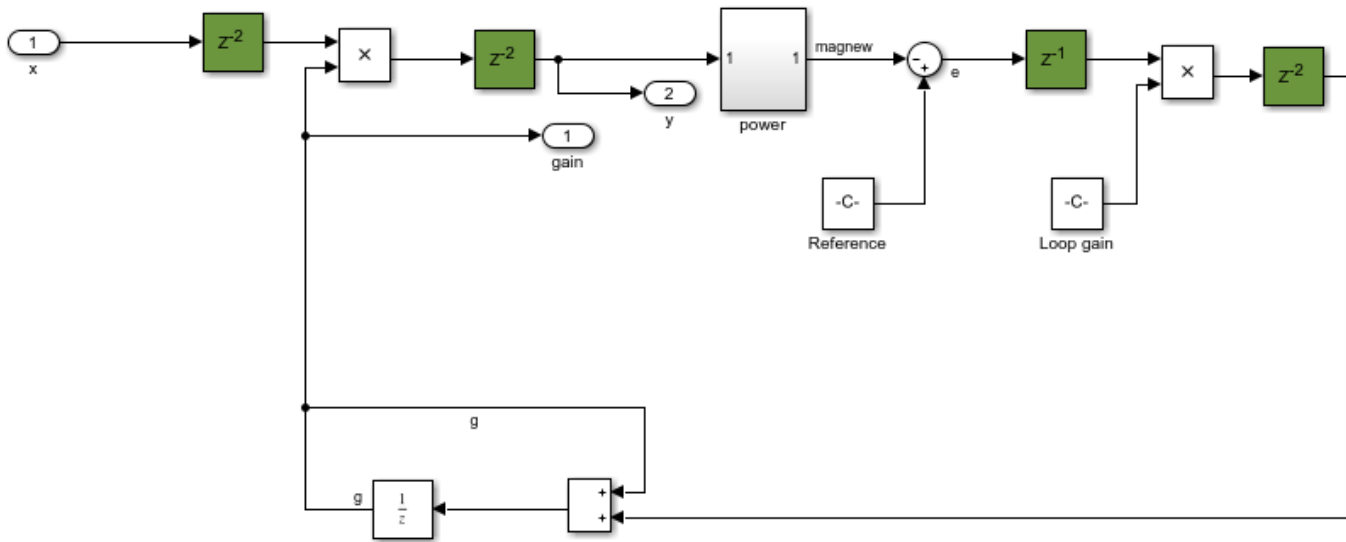 1
x
z-2
×
z-2
2
y
1
gain
1
1
power
magnew
-
+
e
-C-
Reference
z-1
-C-
Loop gain
×
z-2
g
g
1
z
+
+